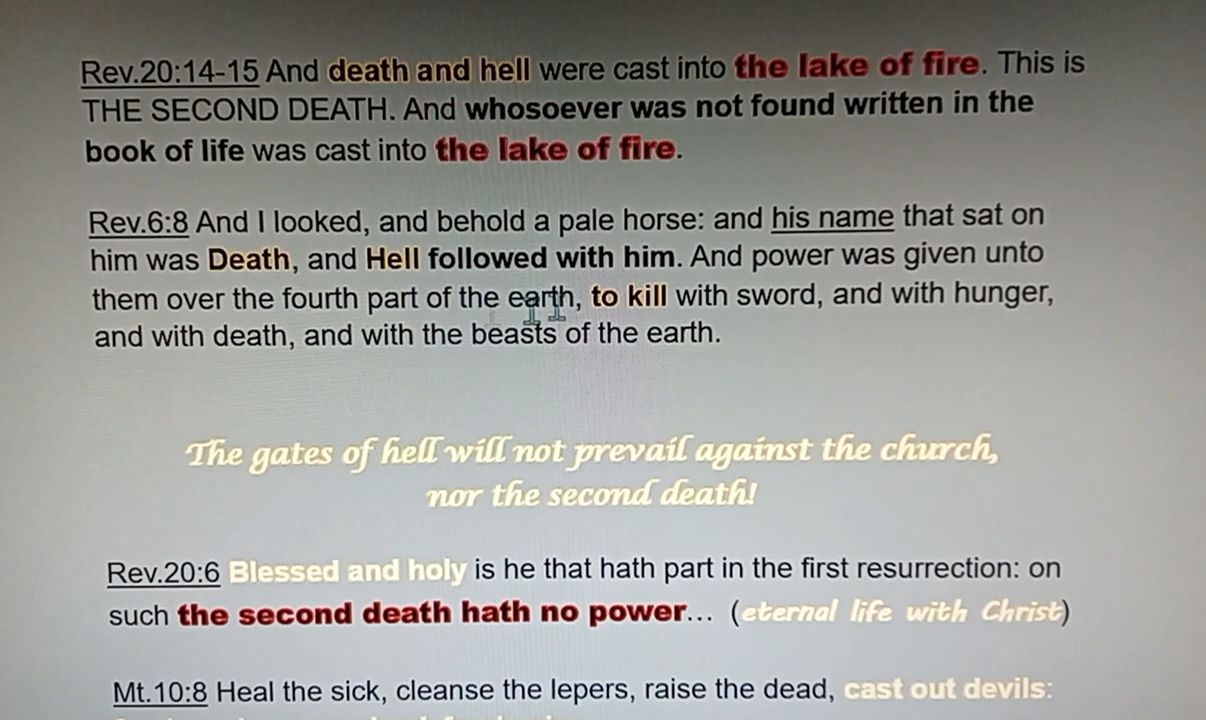 Rev.20:14-15 And death and hell were cast into the lake of fire. This is
THE SECOND DEATH. And whosoever was not found written in the
book of life was cast into the lake of fire.
Rev.6:8 And I looked, and behold a pale horse: and his name that sat on
him was Death, and Hell followed with him. And power was given unto
them over the fourth part of the earth, to kill with sword, and with hunger,
and with death, and with the beasts of the earth.
The gates of hell will not prevail against the church,
nor the second death!
Rev.20:6 Blessed and holy is he that hath part in the first resurrection: on
such the second death hath no power... (eternal life with Christ)
Mt.10:8 Heal the sick, cleanse the lepers, raise the dead, cast out devils: